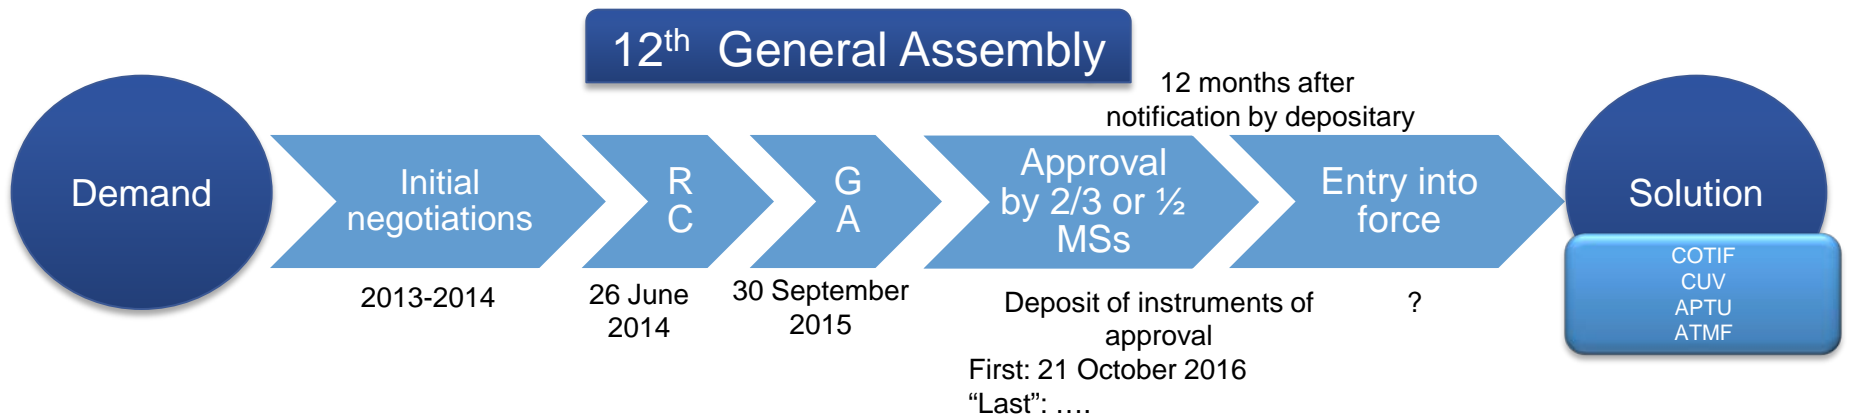 12th General Assembly
12 months after
notification by depositary
Demand
Initial
negotiations
R
C
G
A
Approval
by 2/3 or ½
MSs
Entry into
force
Solution
COTIF
CUV
APTU
ATMF
2013-2014
26 June
2014
30 September
2015
Deposit of instruments of
approval
First: 21 October 2016
“Last”: ….
?